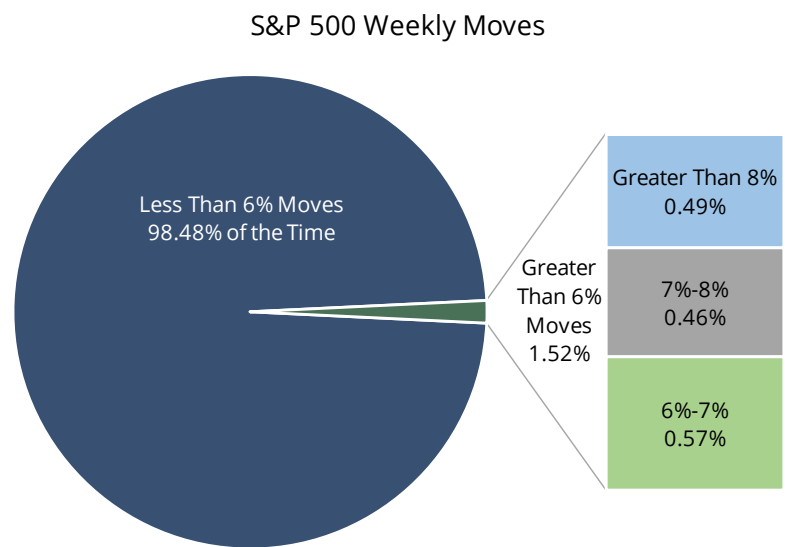 S&P 500 Weekly Moves
Less Than 6% Moves
98.48% of the Time
Greater
Than 6%
Moves
1.52%
Greater Than 8%
0.49%
7%-8%
0.46%
6%-7%
0.57%